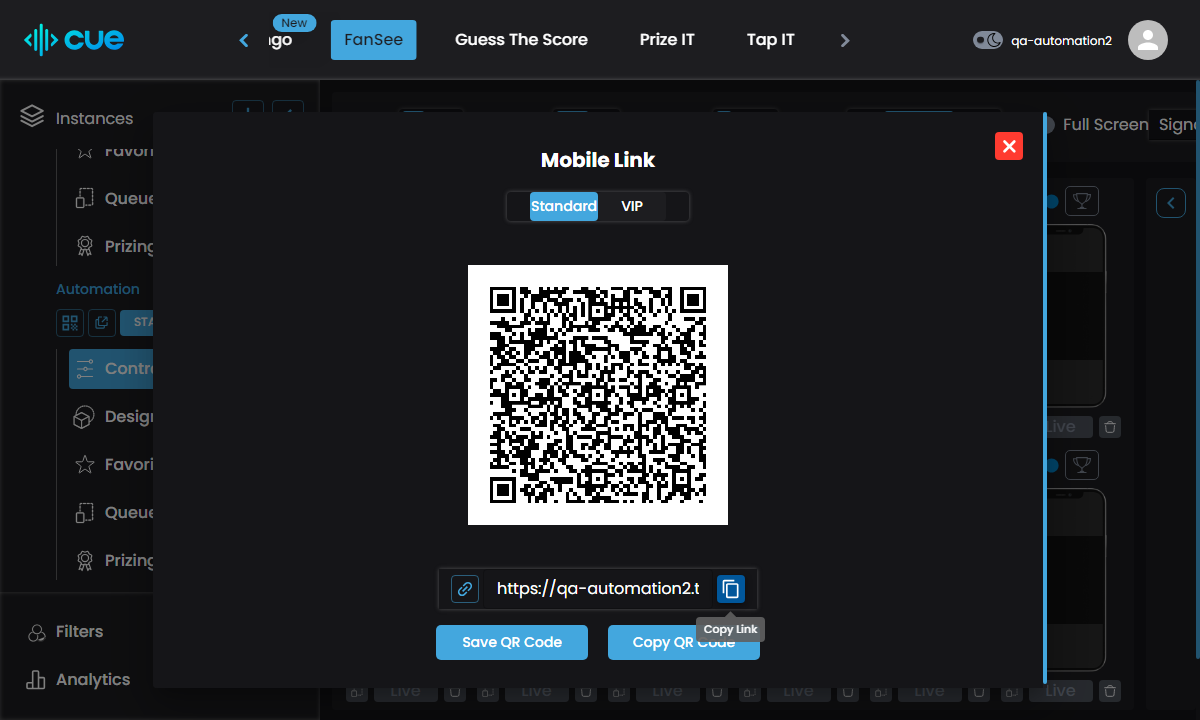 cue
New
ngo
FanSee
Guess The Score
Prize IT
Tap IT
qa-automation2
Instances
Full Screen
Sign
Mobile Link
Standard
VIP
Favori
Queue
Prizing
Automation
STA
Contro
Design
Favori
Queue
Prizing
Live
https://qa-automation2.t
Copy Link
Save QR Code
Copy QR Code
Filters
Analytics
Live
Live
Live
Live
Live
Live